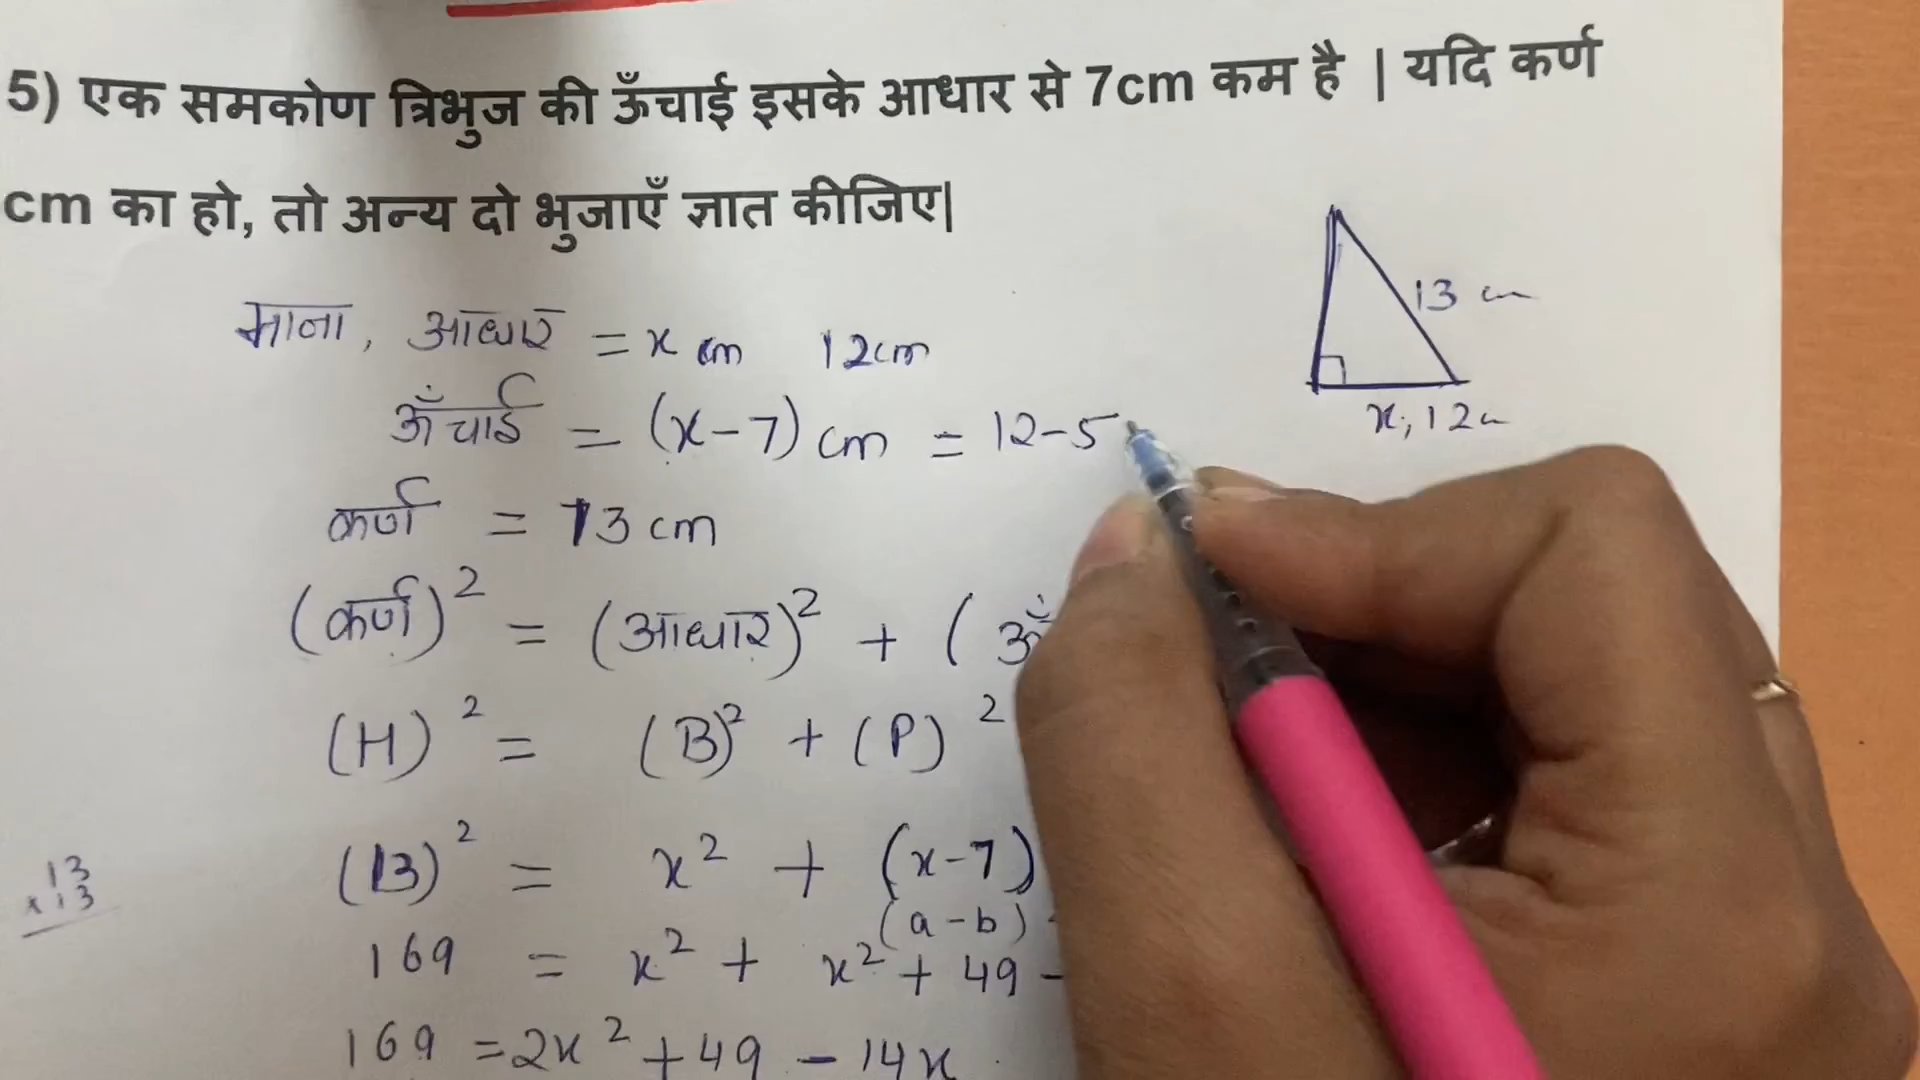 5) एक समकोण त्रिभुज की ऊँचाई इसके आधार से 7cm कम है | यदि कर्ण
cm का हो, तो अन्य दो भुजाएँ ज्ञात कीजिए|
13 cm
x, 12cm
माना, आधार = x cm 12cm
ऊँचाई = (x-7) cm = 12-5
कर्ण = 13 cm
(कर्ण)² = (आधार)² + (
(H)² = (B)² + (P)²
(13)² = x² + (x-7)
(a-b)
13
x 13
169 = x² + x² + 49 -
169 = 2x² + 49 - 14x